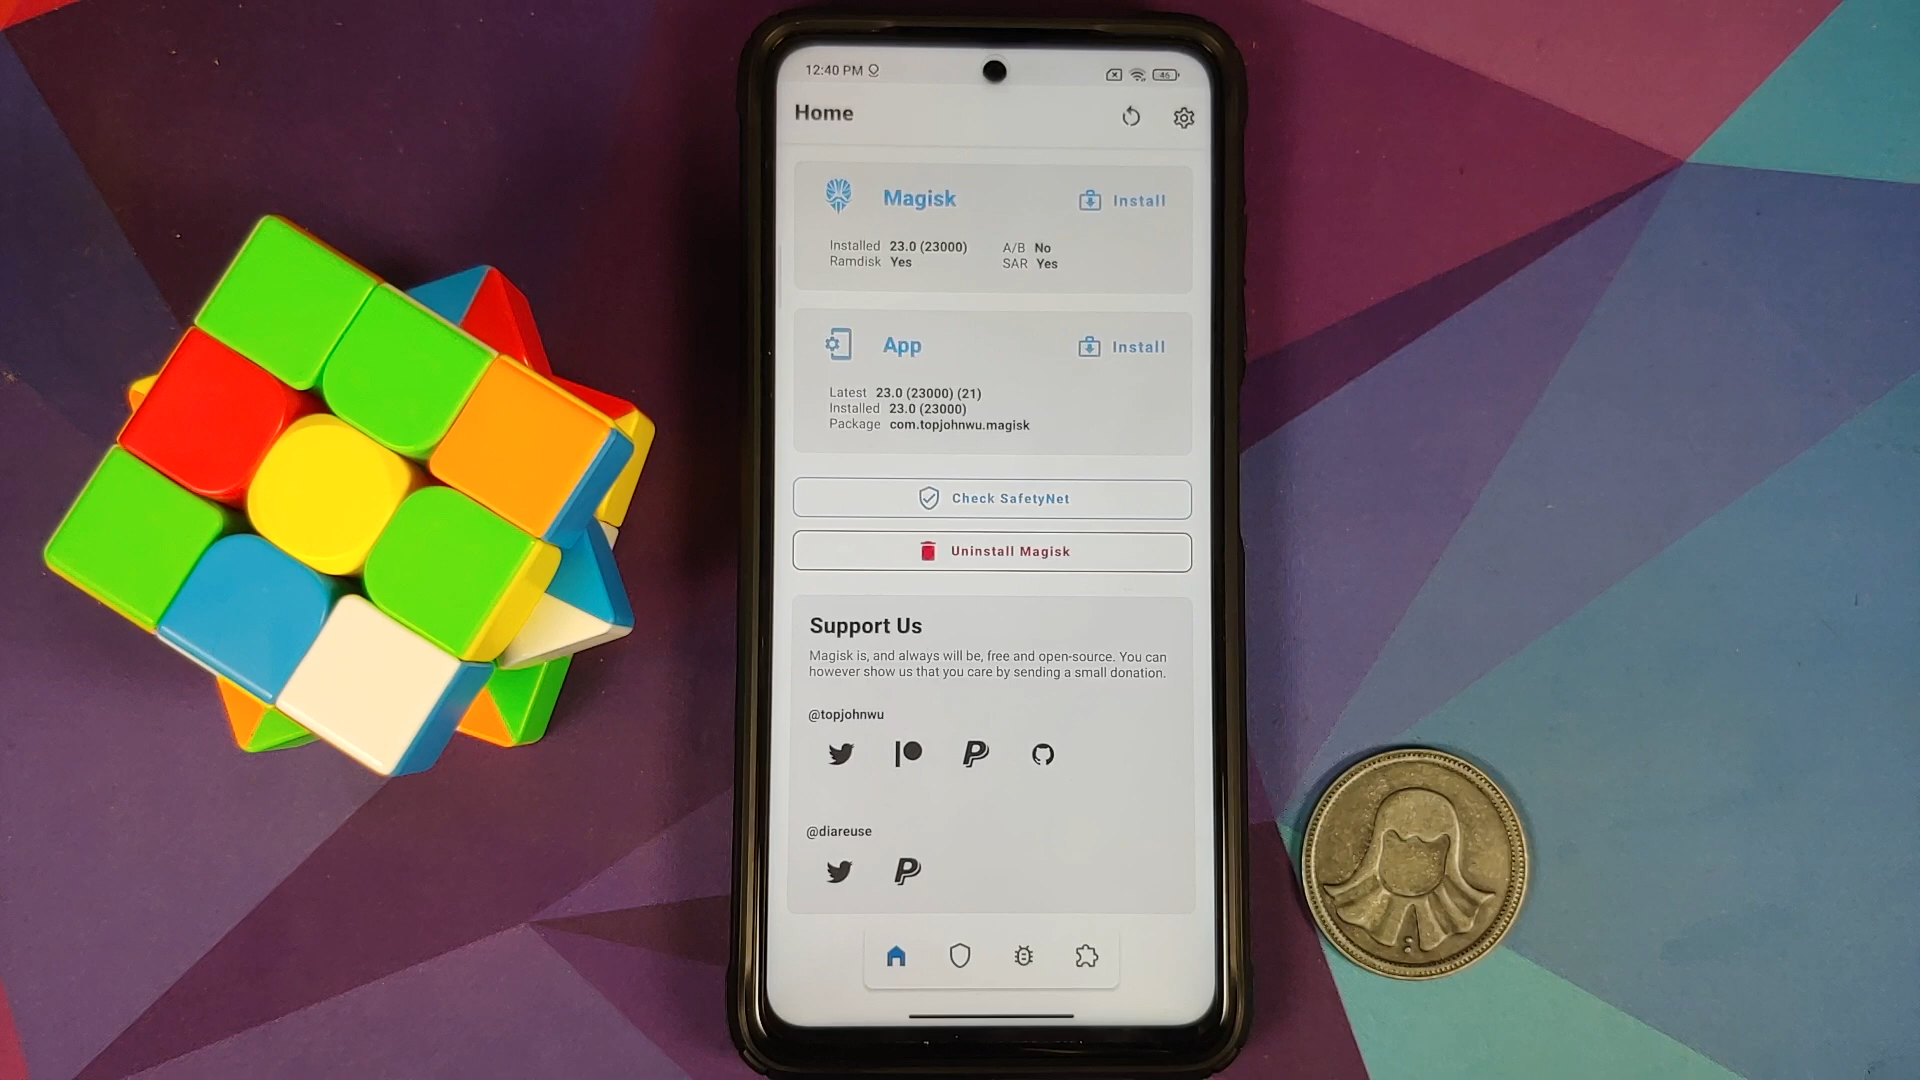 12:40 PM
46
Home
Magisk
Install
Installed 23.0 (23000)
A/B No
Ramdisk Yes
SAR Yes
App
Install
Latest 23.0 (23000) (21)
Installed 23.0 (23000)
Package com.topjohnwu.magisk
Check SafetyNet
Uninstall Magisk
Support Us
Magisk is, and always will be, free and open-source. You can
however show us that you care by sending a small donation.
@topjohnwu
@diareuse